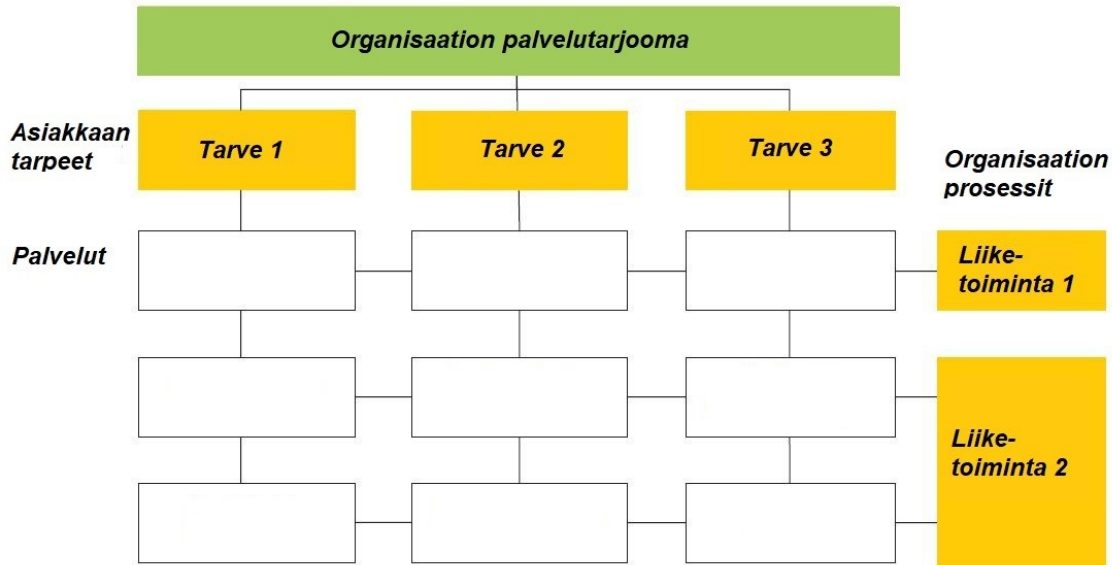 Organisaation palvelutarjooma
Asiakkaan
tarpeet
Tarve 1
Tarve 2
Tarve 3
Organisaation
prosessit
Palvelut
Liike-
toiminta 1
Liike-
toiminta 2